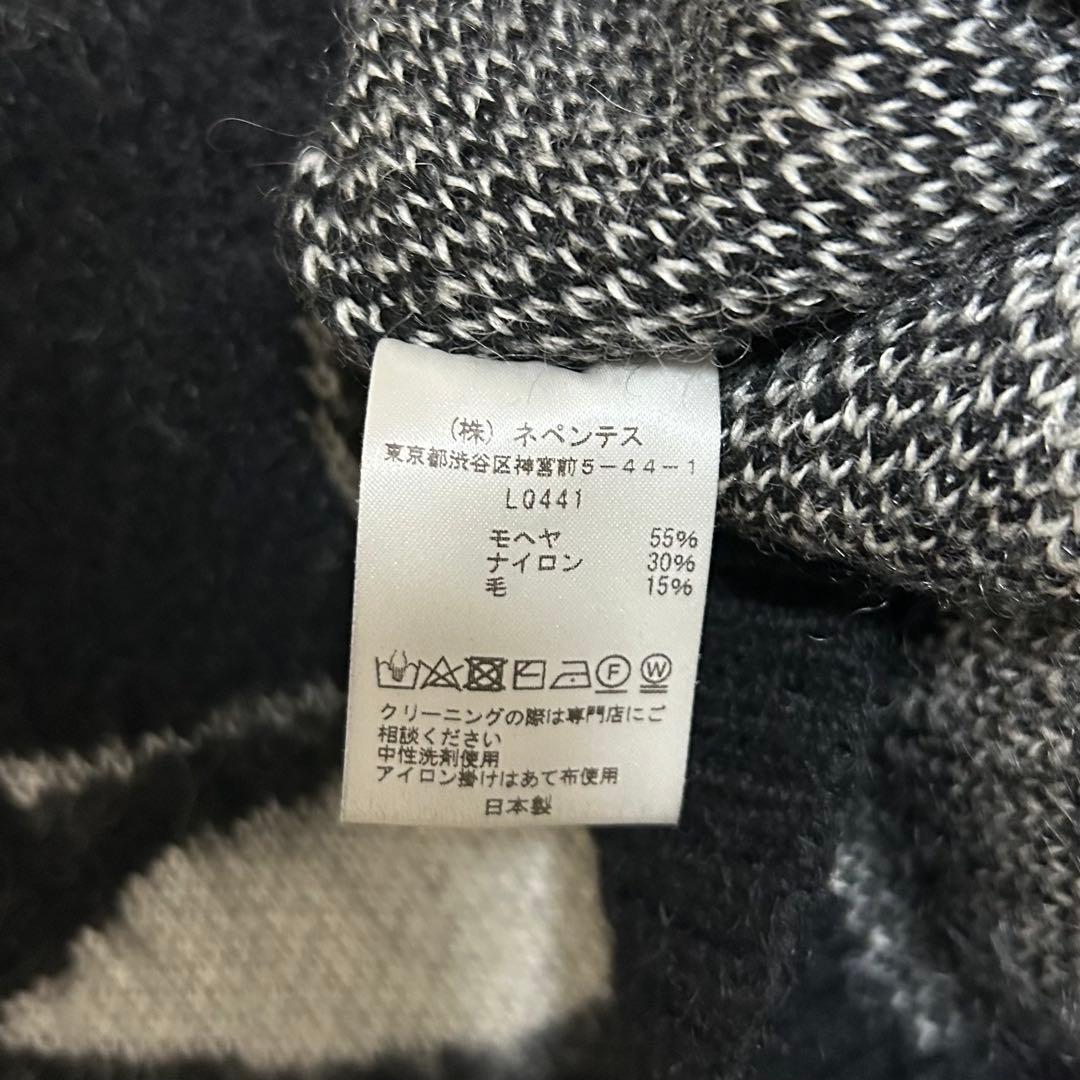 (株) ネペンテス
東京都渋谷区神宮前5-44-1
LQ441
モヘヤ 55%
ナイロン 30%
毛 15%
F W
クリーニングの際は専門店にご
相談ください
中性洗剤使用
アイロン掛けはあて布使用
日本製